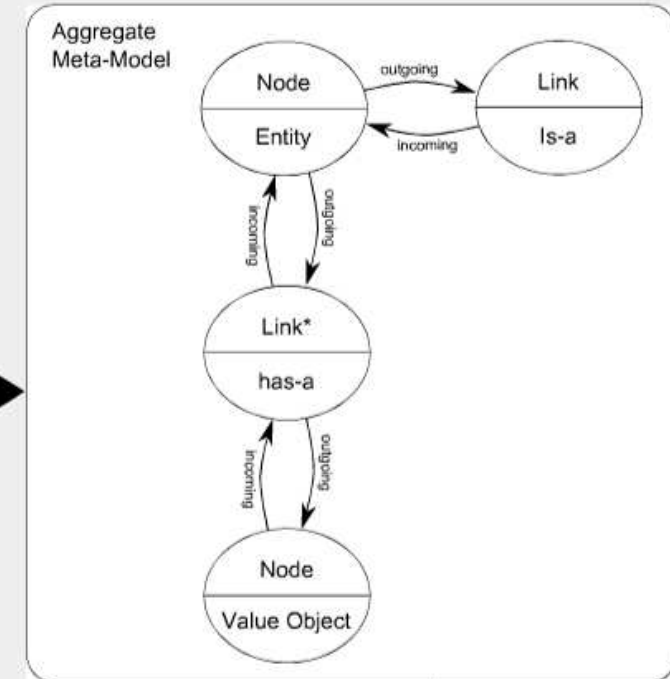 Aggregate
Meta-Model
Node
Entity
outgoing
incoming
Link
Is-a
incoming
outgoing
Link*
has-a
incoming
outgoing
Node
Value Object